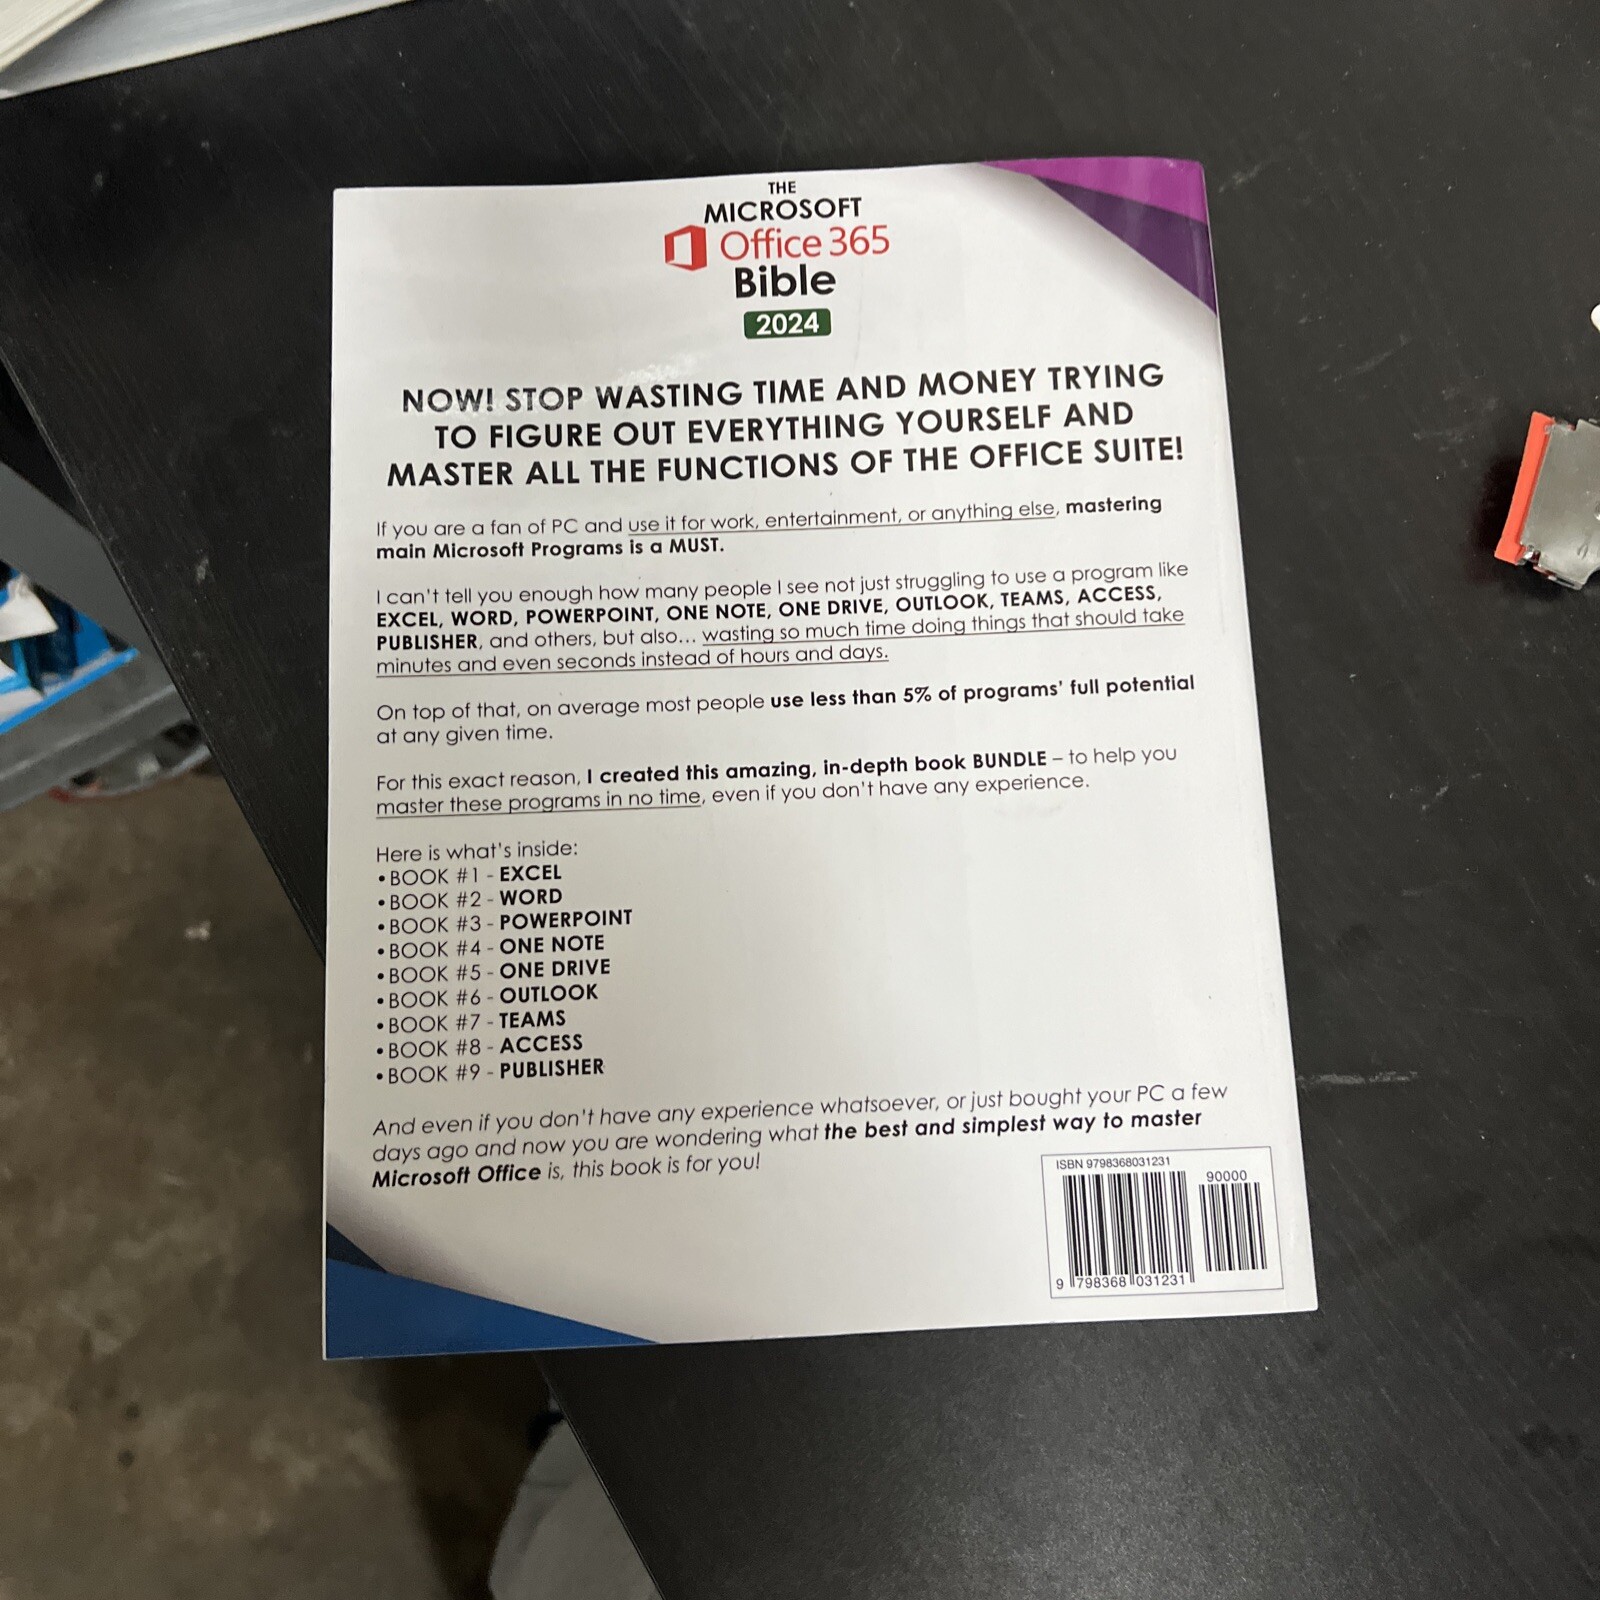 THE
MICROSOFT
Office 365
Bible
2024
NOW! STOP WASTING TIME AND MONEY TRYING
TO FIGURE OUT EVERYTHING YOURSELF AND
MASTER ALL THE FUNCTIONS OF THE OFFICE SUITE!
If you are a fan of PC and use it for work, entertainment, or anything else, mastering
main Microsoft Programs is a MUST.
I can't tell you enough how many people I see not just struggling to use a program like
EXCEL, WORD, POWERPOINT, ONE NOTE, ONE DRIVE, OUTLOOK, TEAMS, ACCESS,
PUBLISHER, and others, but also... wasting so much time doing things that should take
minutes and even seconds instead of hours and days.
On top of that, on average most people use less than 5% of programs' full potential
at any given time.
For this exact reason, I created this amazing, in-depth book BUNDLE – to help you
master these programs in no time, even if you don't have any experience.
Here is what's inside:
• BOOK #1 - EXCEL
• BOOK #2 - WORD
• BOOK #3 - POWERPOINT
• BOOK #4 - ONE NOTE
• BOOK #5 - ONE DRIVE
• BOOK #6 - OUTLOOK
• BOOK #7 - TEAMS
• BOOK #8 - ACCESS
• BOOK #9 - PUBLISHER
And even if you don't have any experience whatsoever, or just bought your PC a few
days ago and now you are wondering what the best and simplest way to master
Microsoft Office is, this book is for you!
ISBN 9798368031231
90000
9 798368 031231